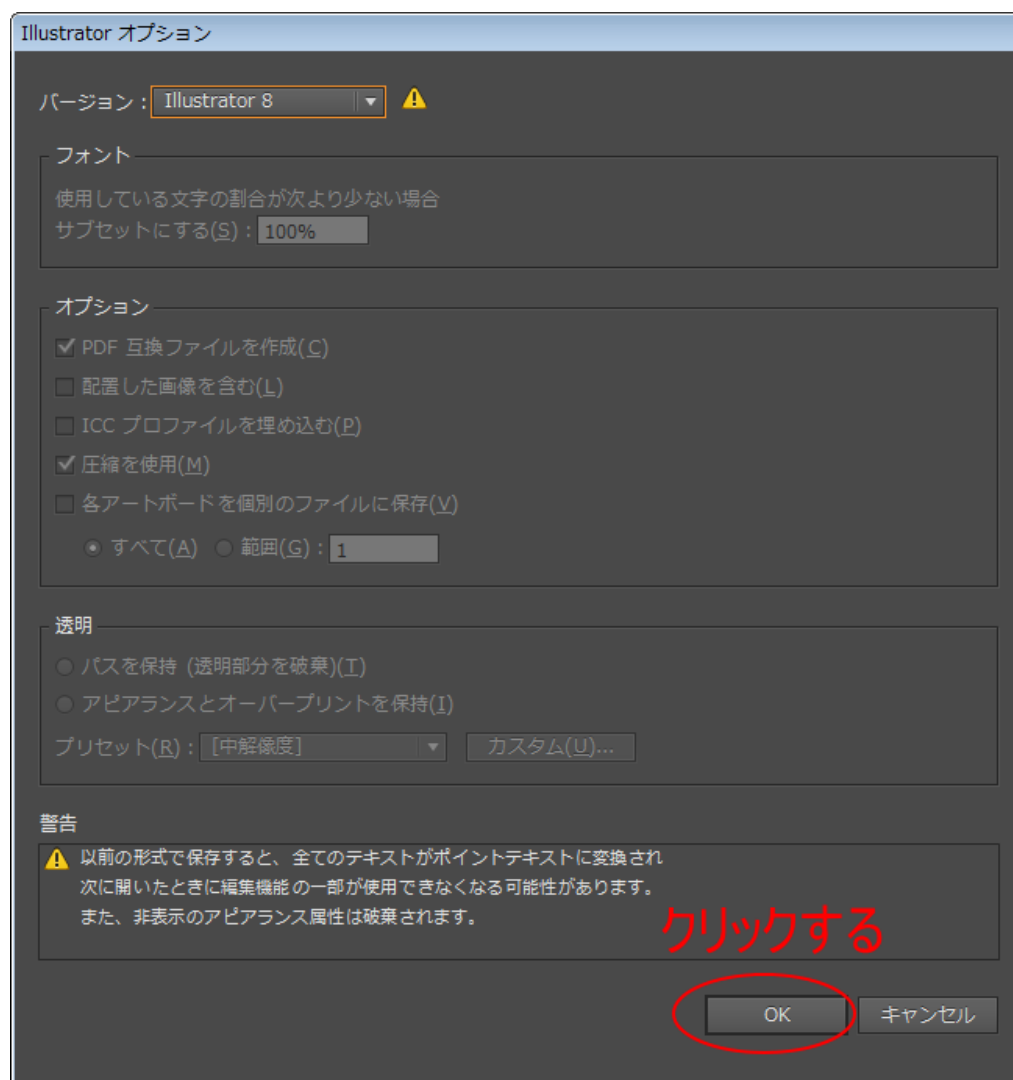 Illustrator オプション
バージョン : Illustrator 8
フォント
使用している文字の割合が次より少ない場合
サブセットにする(S) : 100%
オプション
PDF 互換ファイルを作成(C)
配置した画像を含む(L)
ICC プロファイルを埋め込む(P)
圧縮を使用(M)
各アートボードを個別のファイルに保存(V)
すべて(A) 範囲(G) : 1
透明
パスを保持 (透明部分を破棄)(T)
アピアランスとオーバープリントを保持(I)
プリセット(R) : [中解像度] カスタム(U)...
警告
以前の形式で保存すると、全てのテキストがポイントテキストに変換され
次に開いたときに編集機能の一部が使用できなくなる可能性があります。
また、非表示のアピアランス属性は破棄されます。
クリックする
OK キャンセル